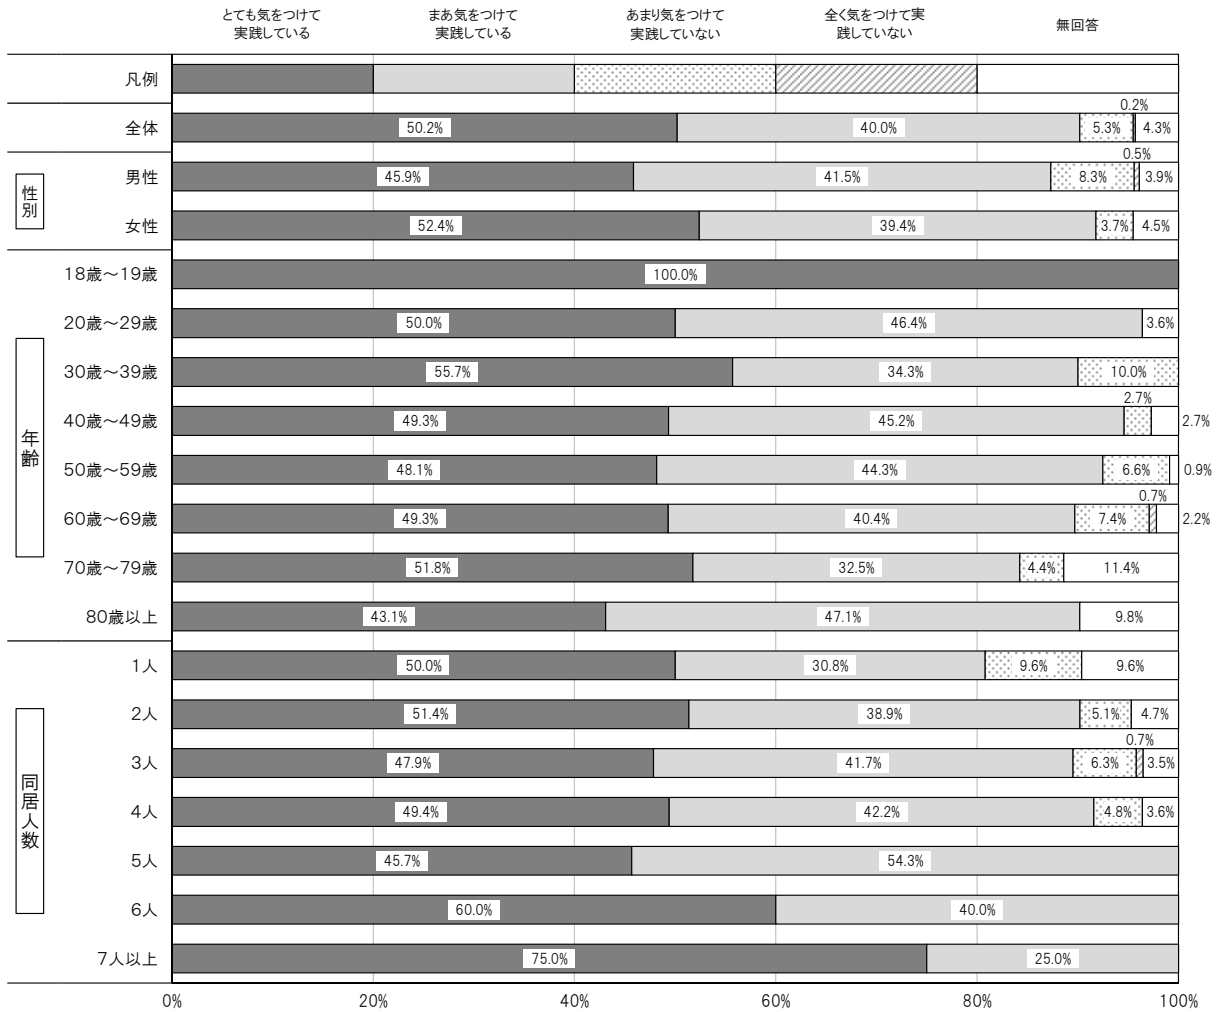 とても気をつけて
実践している
まあ気をつけて
実践している
あまり気をつけて
実践していない
全く気をつけて実
践していない
無回答
凡例
0.2%
全体 50.2% 40.0% 5.3% 4.3%
0.5%
性別
男性 45.9% 41.5% 8.3% 3.9%
女性 52.4% 39.4% 3.7% 4.5%
年齢
18歳～19歳 100.0%
20歳～29歳 50.0% 46.4% 3.6%
30歳～39歳 55.7% 34.3% 10.0%
2.7%
40歳～49歳 49.3% 45.2% 2.7%
50歳～59歳 48.1% 44.3% 6.6% 0.9%
0.7%
60歳～69歳 49.3% 40.4% 7.4% 2.2%
70歳～79歳 51.8% 32.5% 4.4% 11.4%
80歳以上 43.1% 47.1% 9.8%
同居人数
1人 50.0% 30.8% 9.6% 9.6%
2人 51.4% 38.9% 5.1% 4.7%
0.7%
3人 47.9% 41.7% 6.3% 3.5%
4人 49.4% 42.2% 4.8% 3.6%
5人 45.7% 54.3%
6人 60.0% 40.0%
7人以上 75.0% 25.0%
0% 20% 40% 60% 80% 100%